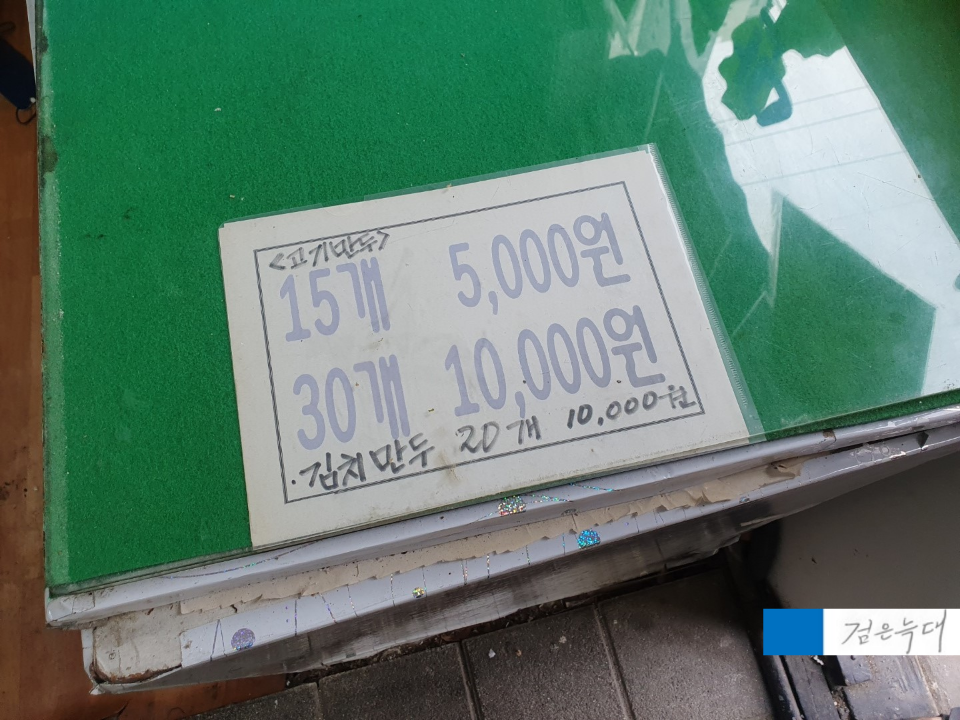 <고기만두>
15개 5,000원
30개 10,000원
.김치만두 20개 10.000원
검은늑대